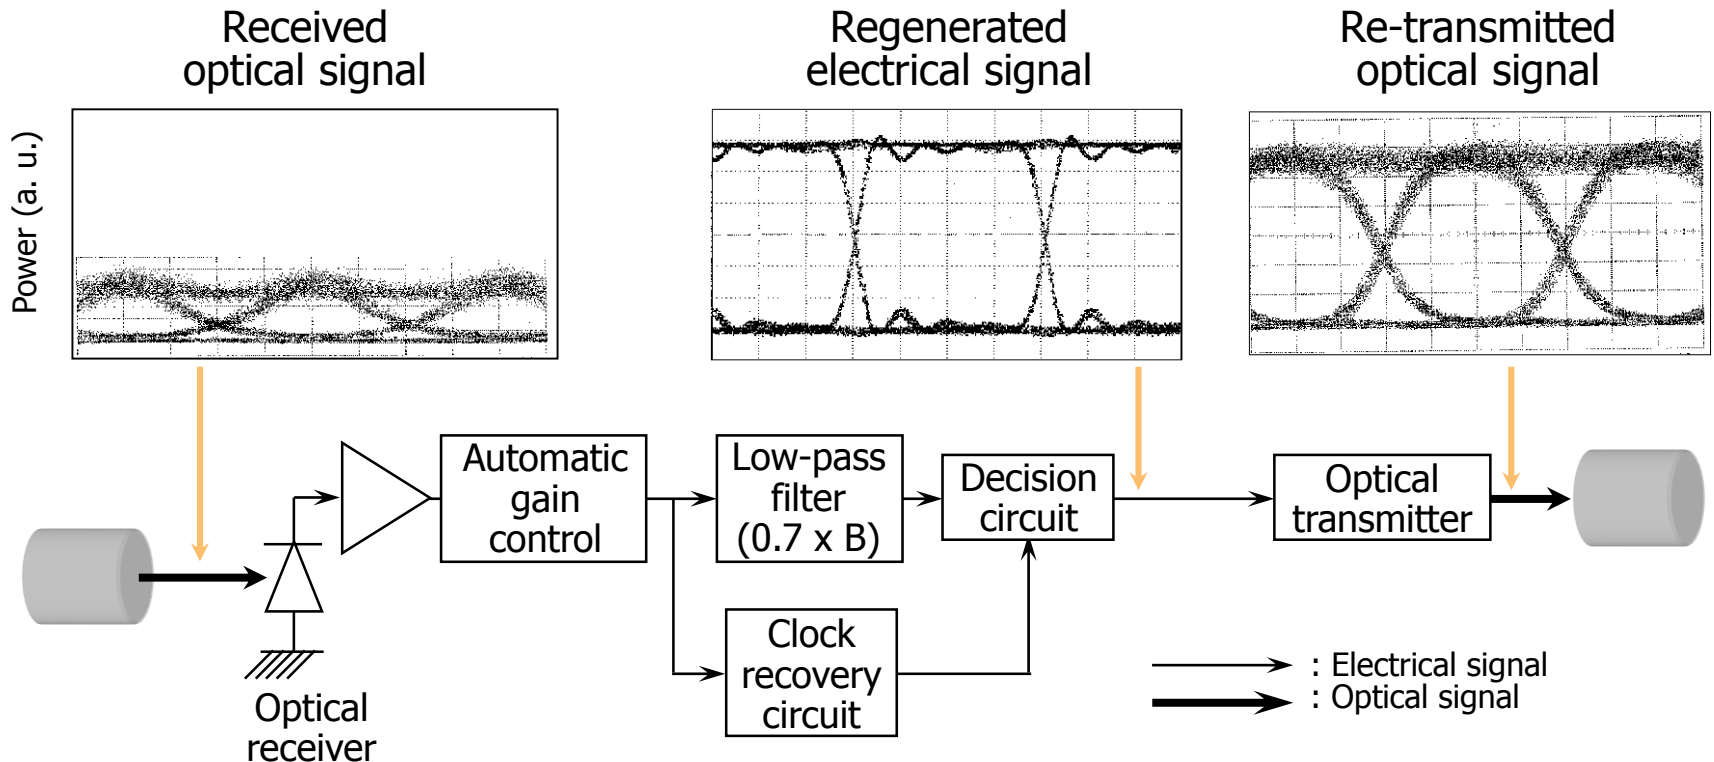 Received
optical signal
Regenerated
electrical signal
Re-transmitted
optical signal
Power (a. u.)
Automatic
gain
control
Low-pass
filter
(0.7 x B)
Decision
circuit
Optical
transmitter
Clock
recovery
circuit
Optical
receiver
: Electrical signal
: Optical signal